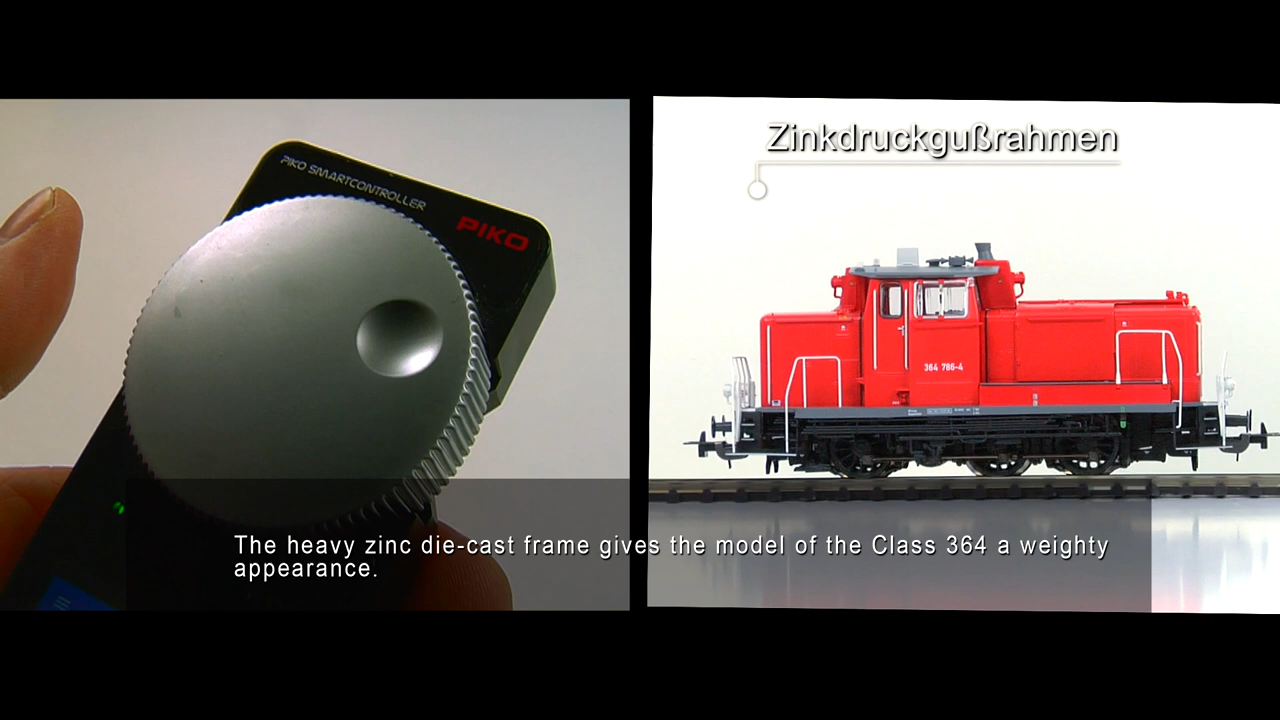 PIKO SMARTCONTROLLER
PIKO
Zinkdruckgußrahmen
364 786-4
The heavy zinc die-cast frame gives the model of the Class 364 a weighty
appearance.